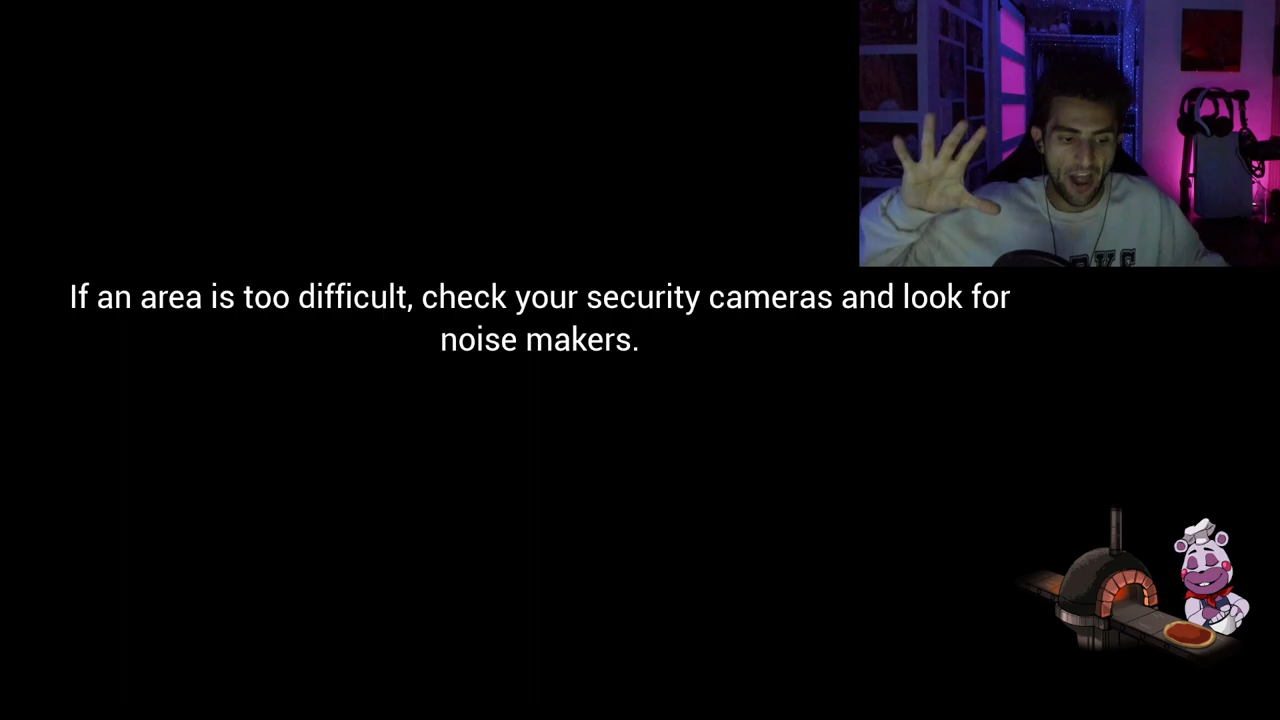 If an area is too difficult, check your security cameras and look for
noise makers.